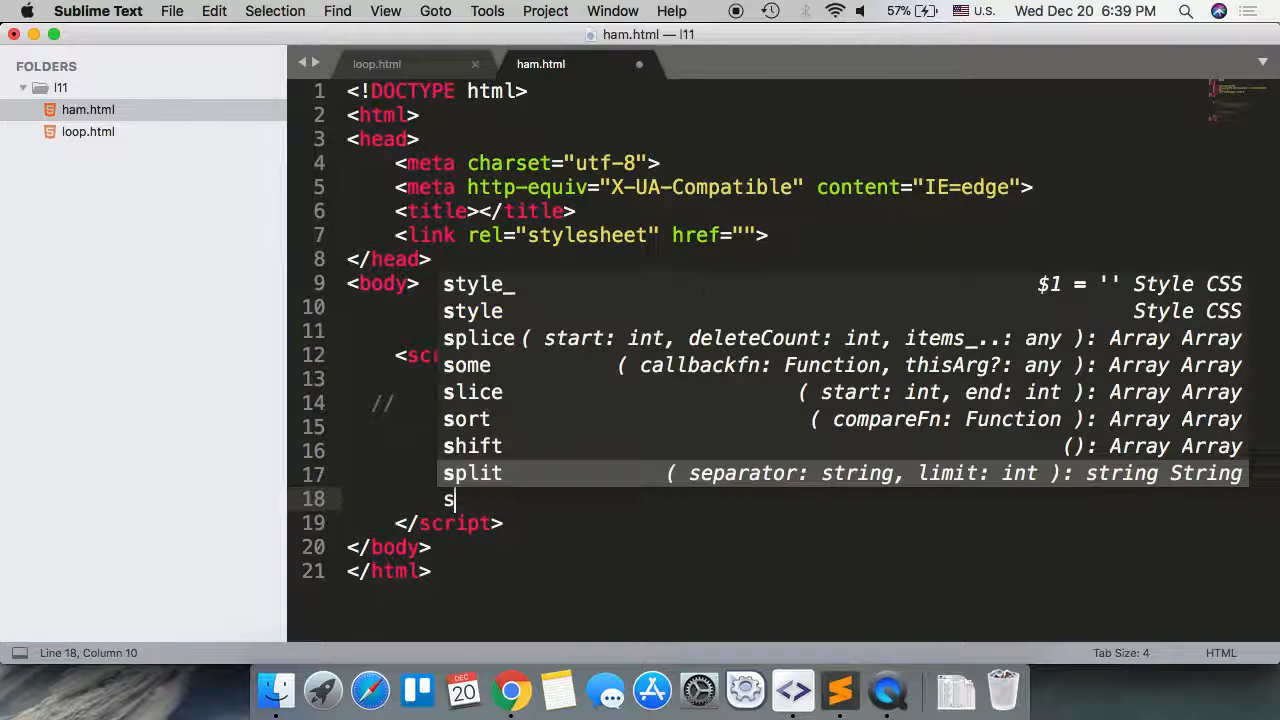 Sublime Text File Edit Selection Find View Goto Tools Project Window Help 57% U.S. Wed Dec 20 6:39 PM
ham.html — l11
FOLDERS
l11
ham.html
loop.html
loop.html × ham.html
1 <!DOCTYPE html>
2 <html>
3 <head>
4 <meta charset="utf-8">
5 <meta http-equiv="X-UA-Compatible" content="IE=edge">
6 <title></title>
7 <link rel="stylesheet" href="">
8 </head>
9 <body>
style_ $1 = '' Style CSS
10 style Style CSS
11 splice ( start: int, deleteCount: int, items_..: any ): Array Array
12 <scr some ( callbackfn: Function, thisArg?: any ): Array Array
13 slice ( start: int, end: int ): Array Array
14 // sort ( compareFn: Function ): Array Array
15
16 shift (): Array Array
17 split ( separator: string, limit: int ): string String
18 s
19 </script>
20 </body>
21 </html>
Line 18, Column 10 Tab Size: 4 HTML
DEC
20